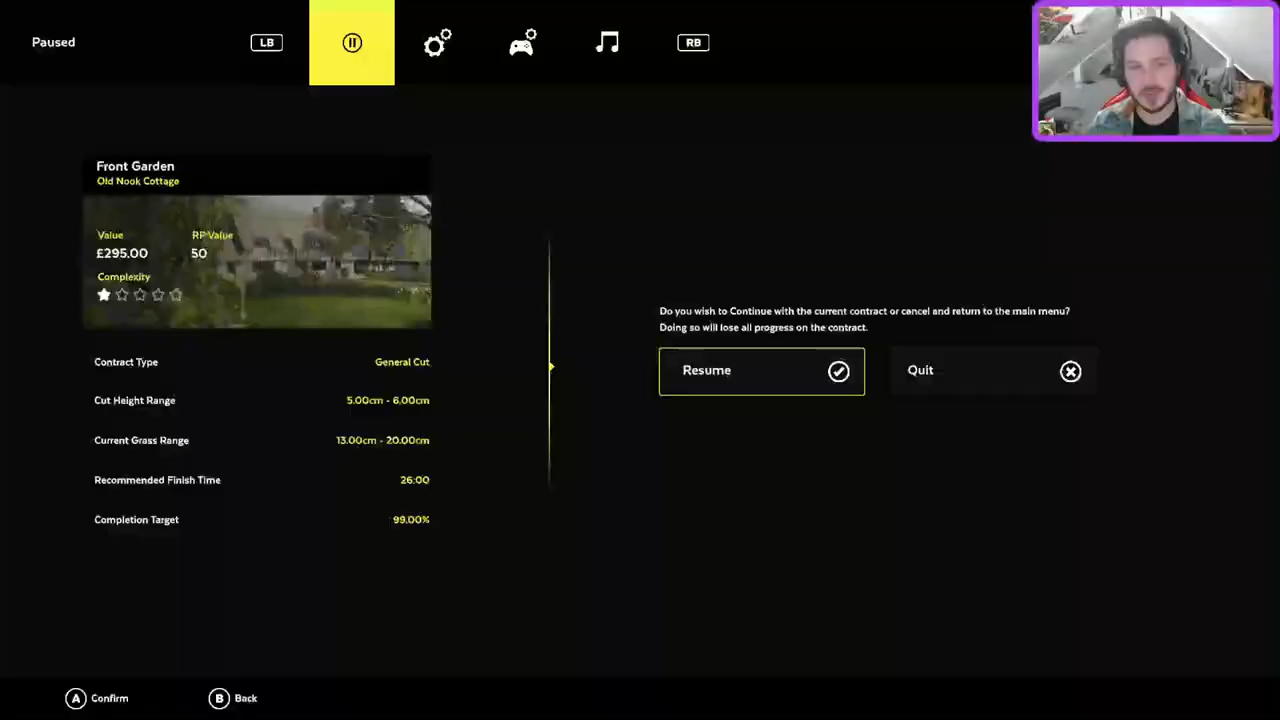 Paused
LB
RB
Front Garden
Old Nook Cottage
Value
RP Value
£295.00
50
Complexity
Contract Type
General Cut
Cut Height Range
5.00cm - 6.00cm
Current Grass Range
13.00cm - 20.00cm
Recommended Finish Time
26:00
Completion Target
99.00%
Do you wish to Continue with the current contract or cancel and return to the main menu?
Doing so will lose all progress on the contract.
Resume
Quit
A Confirm
B Back